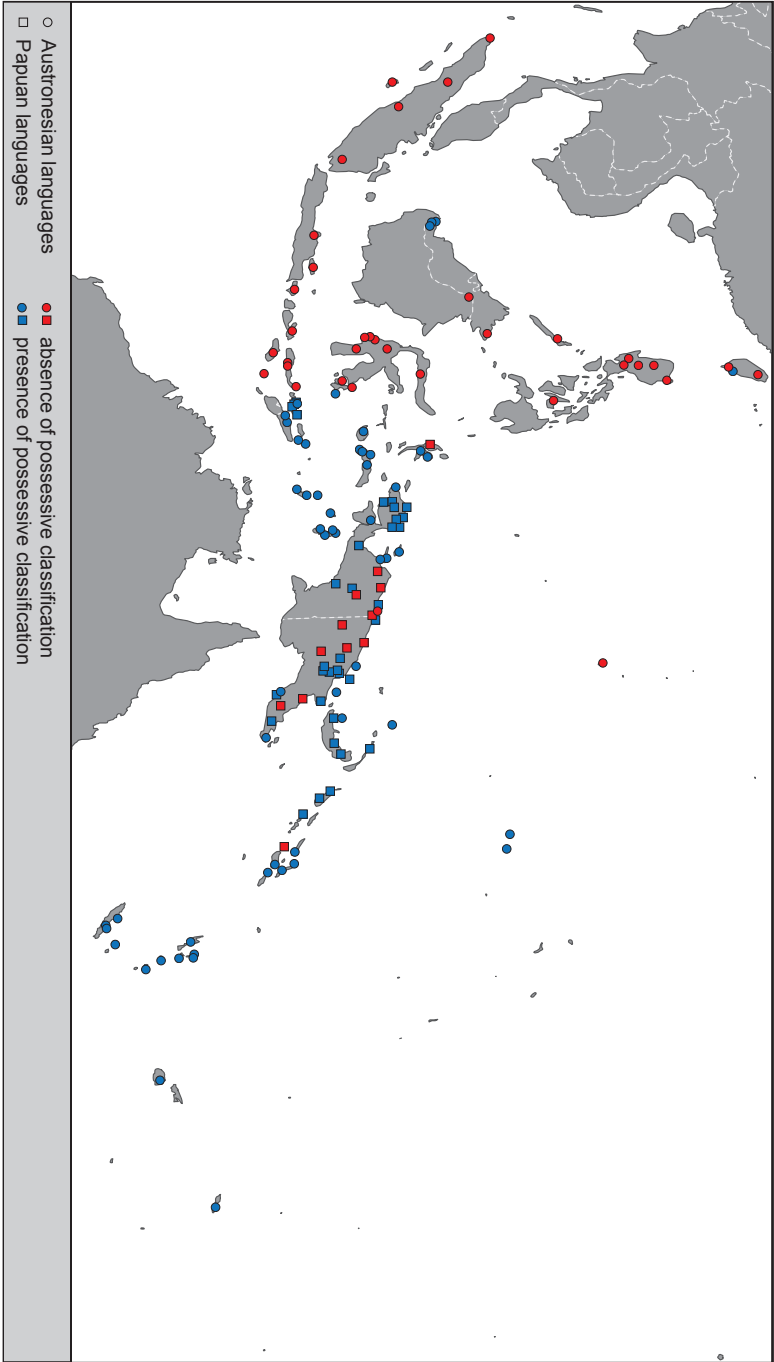 ○ Austronesian languages
□ Papuan languages
absence of possessive classification
presence of possessive classification